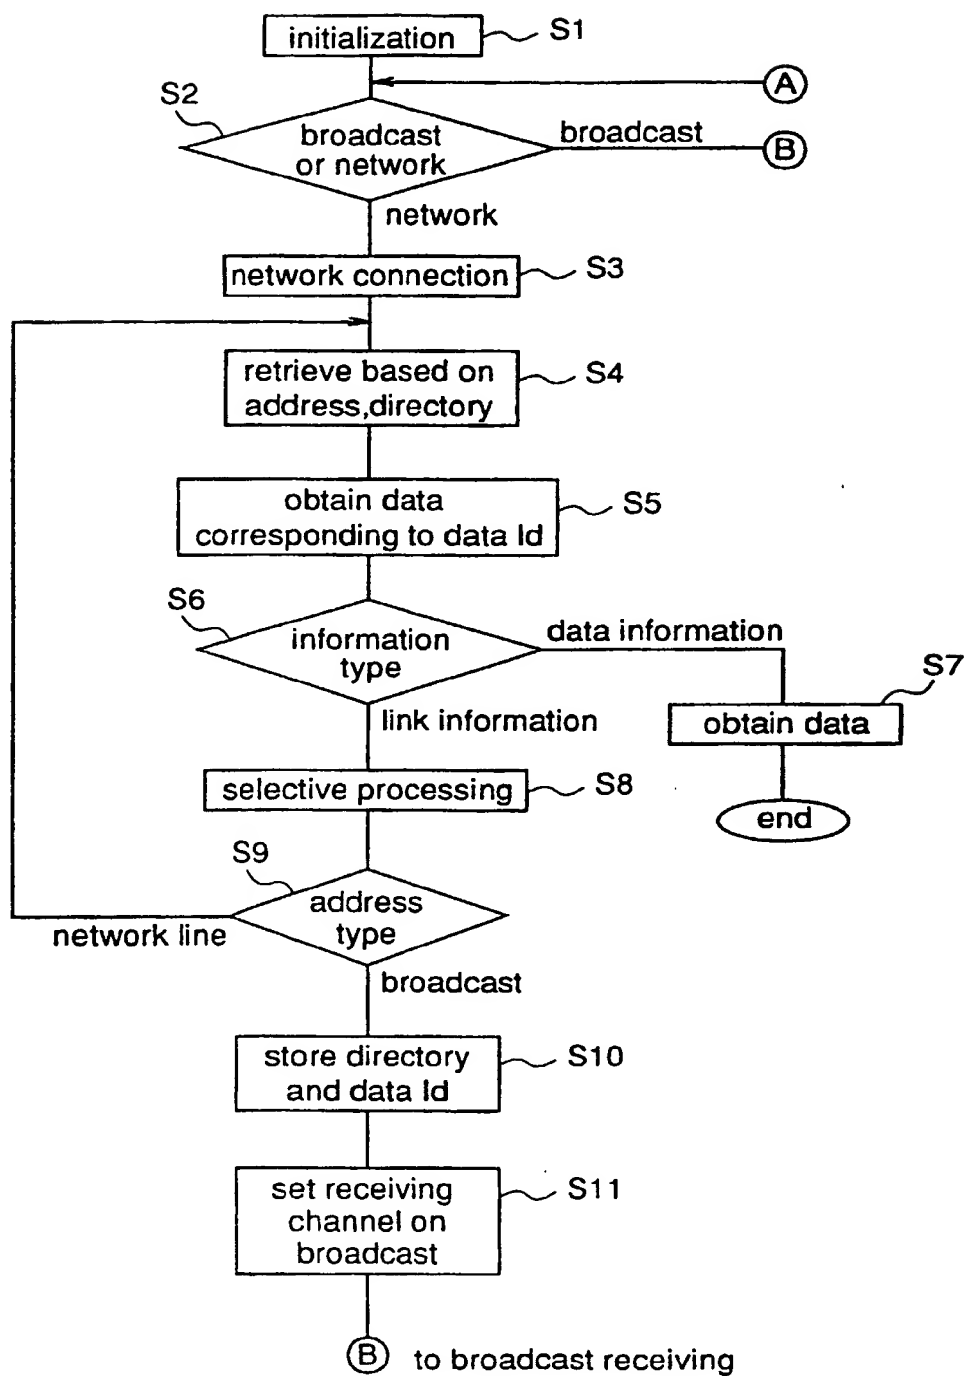 initialization
S1
A
S2
broadcast
or network
broadcast
B
network
network connection
S3
retrieve based on
address,directory
S4
obtain data
corresponding to data Id
S5
S6
information
type
data information
link information
S7
obtain data
end
selective processing
S8
S9
address
type
network line
broadcast
store directory
and data Id
S10
set receiving
channel on
broadcast
S11
B
to broadcast receiving